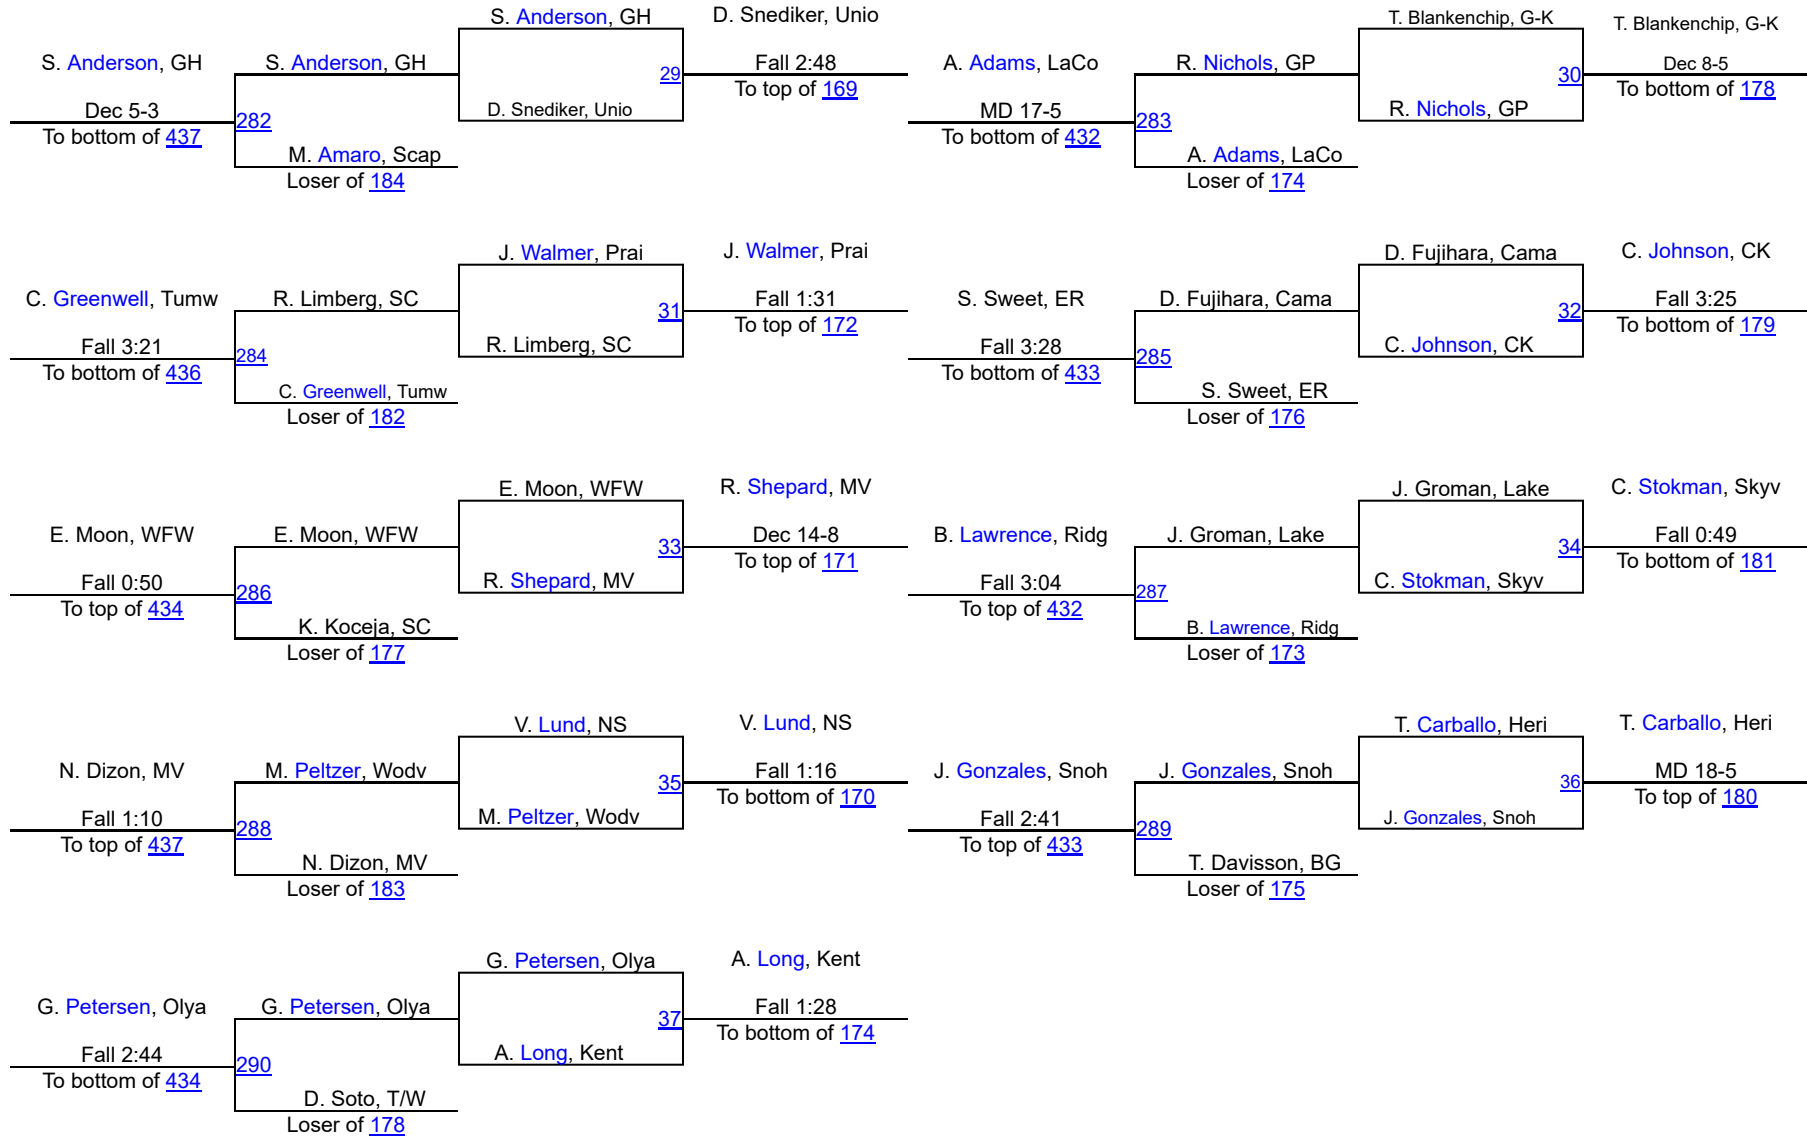 S. Anderson, GH
D. Snediker, Unio
S. Anderson, GH
S. Anderson, GH
29
Fall 2:48
To top of 169
Dec 5-3
D. Snediker, Unio
282
To bottom of 437
M. Amaro, Scap
Loser of 184
T. Blankenchip, G-K
T. Blankenchip, G-K
A. Adams, LaCo
R. Nichols, GP
30
Dec 8-5
To bottom of 178
MD 17-5
R. Nichols, GP
283
To bottom of 432
A. Adams, LaCo
Loser of 174
J. Walmer, Prai
J. Walmer, Prai
C. Greenwell, Tumw
R. Limberg, SC
31
Fall 1:31
To top of 172
Fall 3:21
R. Limberg, SC
284
To bottom of 436
C. Greenwell, Tumw
Loser of 182
D. Fujihara, Cama
C. Johnson, CK
S. Sweet, ER
D. Fujihara, Cama
32
Fall 3:25
To bottom of 179
Fall 3:28
C. Johnson, CK
285
To bottom of 433
S. Sweet, ER
Loser of 176
E. Moon, WFW
R. Shepard, MV
E. Moon, WFW
E. Moon, WFW
33
Dec 14-8
To top of 171
Fall 0:50
R. Shepard, MV
286
To top of 434
K. Koceja, SC
Loser of 177
J. Groman, Lake
C. Stokman, Skyv
B. Lawrence, Ridg
J. Groman, Lake
34
Fall 0:49
To bottom of 181
Fall 3:04
C. Stokman, Skyv
287
To top of 432
B. Lawrence, Ridg
Loser of 173
V. Lund, NS
V. Lund, NS
N. Dizon, MV
M. Peltzer, Wodv
35
Fall 1:16
To bottom of 170
Fall 1:10
M. Peltzer, Wodv
288
To top of 437
N. Dizon, MV
Loser of 183
T. Carballo, Heri
T. Carballo, Heri
J. Gonzales, Snoh
J. Gonzales, Snoh
36
MD 18-5
To top of 180
Fall 2:41
J. Gonzales, Snoh
289
To top of 433
T. Davisson, BG
Loser of 175
G. Petersen, Olya
A. Long, Kent
G. Petersen, Olya
G. Petersen, Olya
37
Fall 1:28
To bottom of 174
Fall 2:44
A. Long, Kent
290
To bottom of 434
D. Soto, T/W
Loser of 178